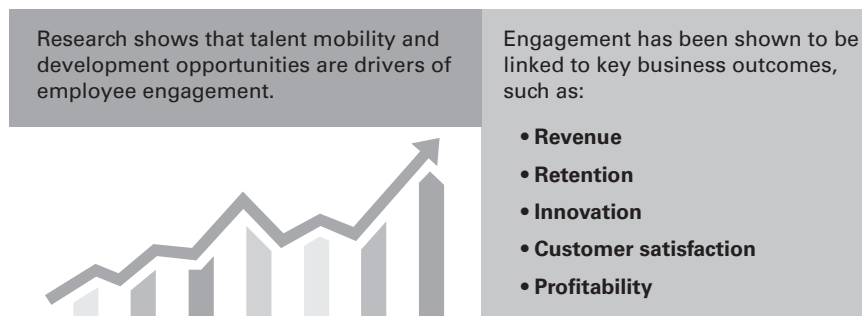 Research shows that talent mobility and
development opportunities are drivers of
employee engagement.
Engagement has been shown to be
linked to key business outcomes,
such as:
• Revenue
• Retention
• Innovation
• Customer satisfaction
• Profitability